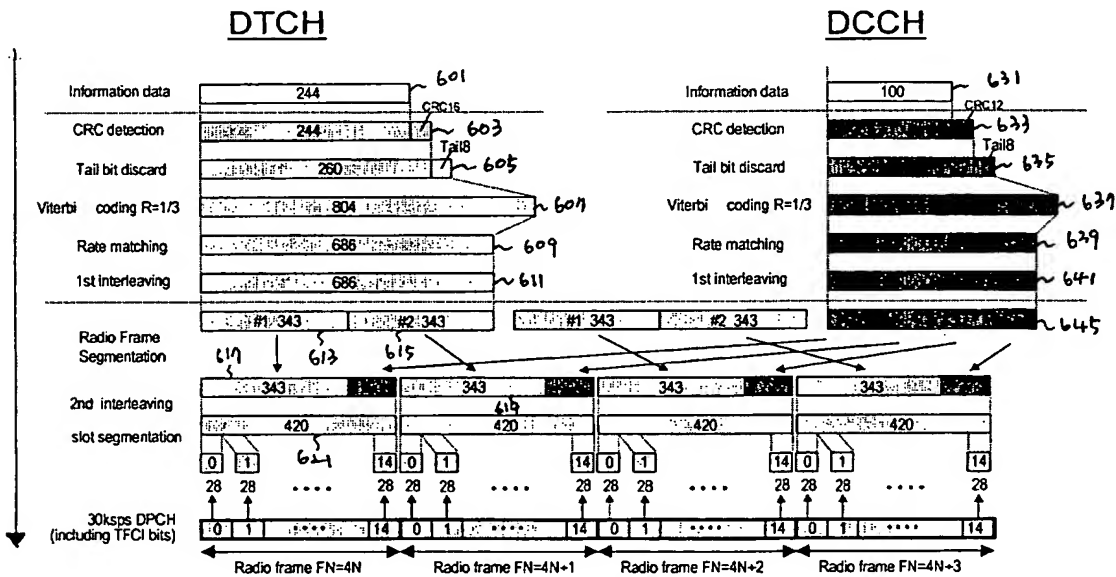 DTCH DCCH
Information data 244 601 Information data 100 631
CRC16 CRC12
CRC detection 244 603 CRC detection 633
Tail8 Tail8
Tail bit discard 260 605 Tail bit discard 635
Viterbi coding R=1/3 804 607 Viterbi coding R=1/3 637
Rate matching 686 609 Rate matching 639
1st interleaving 686 611 1st interleaving 641
#1 343 #2 343 #1 343 #2 343 645
Radio Frame 613 615
Segmentation
617
343 343 343 343
2nd interleaving 619
slot segmentation 420 420 420 420
621
0 1 14 0 1 14 0 1 14 0 1 14
28 28 •••• 28 28 28 •••• 28 28 28 •••• 28 28 28 •••• 28
30ksps DPCH 0 1 •••• 14 0 1 •••• 14 0 1 •••• 14 0 1 •••• 14
(including TFCI bits)
Radio frame FN=4N Radio frame FN=4N+1 Radio frame FN=4N+2 Radio frame FN=4N+3